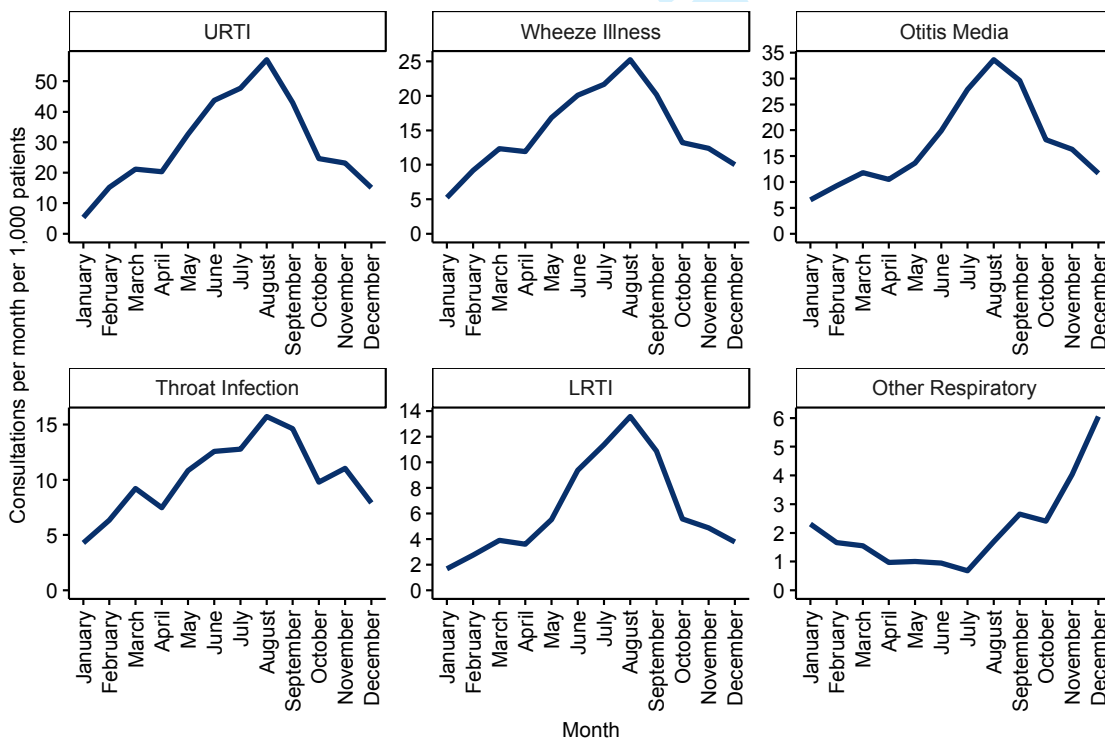 Consultations per month per 1,000 patients
URTI
50
40
30
20
10
0
January
February
March
April
May
June
July
August
September
October
November
December
Wheeze Illness
25
20
15
10
5
0
January
February
March
April
May
June
July
August
September
October
November
December
Otitis Media
35
30
25
20
15
10
5
0
January
February
March
April
May
June
July
August
September
October
November
December
Throat Infection
15
10
5
0
January
February
March
April
May
June
July
August
September
October
November
December
LRTI
14
12
10
8
6
4
2
0
January
February
March
April
May
June
July
August
September
October
November
December
Other Respiratory
6
5
4
3
2
1
0
January
February
March
April
May
June
July
August
September
October
November
December
Month